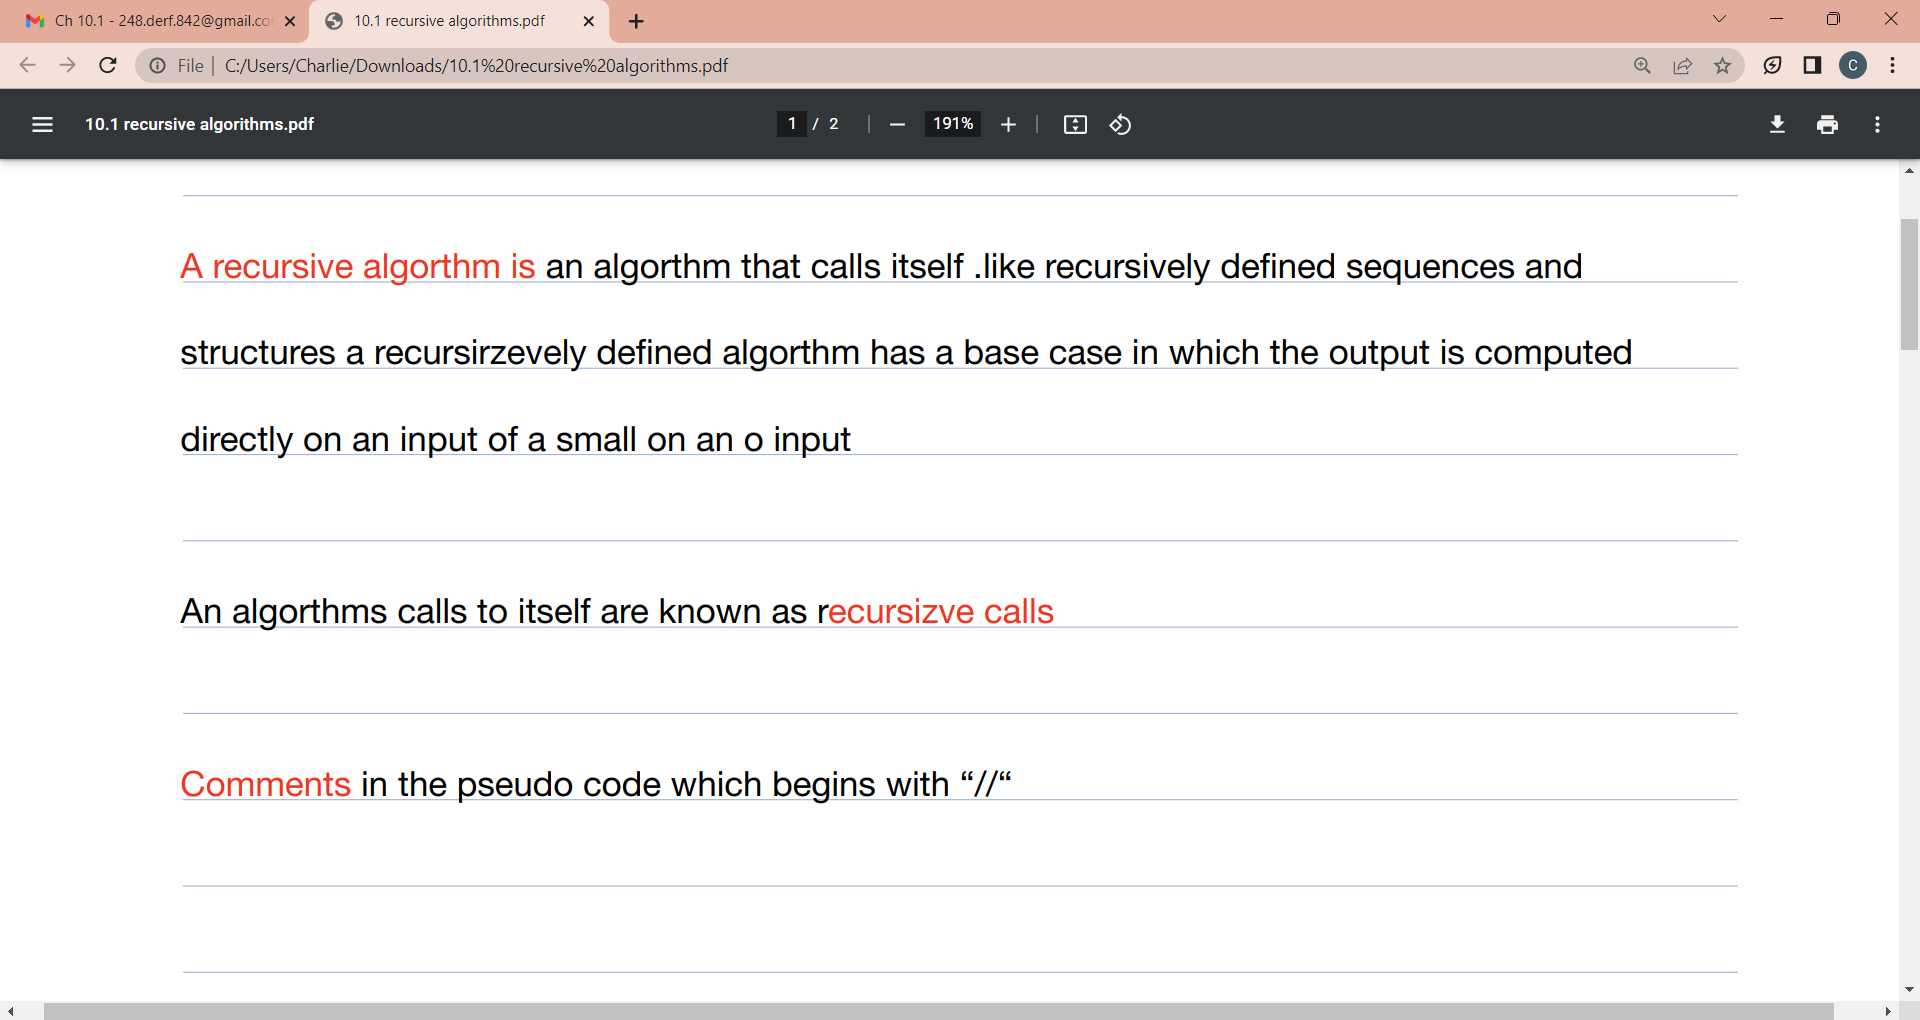 Ch 10.1 - 248.derf.842@gmail.co
10.1 recursive algorithms.pdf
File
C:/Users/Charlie/Downloads/10.1%20recursive%20algorithms.pdf
C
10.1 recursive algorithms.pdf
1 / 2
191%
A recursive algorthm is an algorthm that calls itself .like recursively defined sequences and
structures a recursirzevely defined algorthm has a base case in which the output is computed
directly on an input of a small on an o input
An algorthms calls to itself are known as recursizve calls
Comments in the pseudo code which begins with “//“